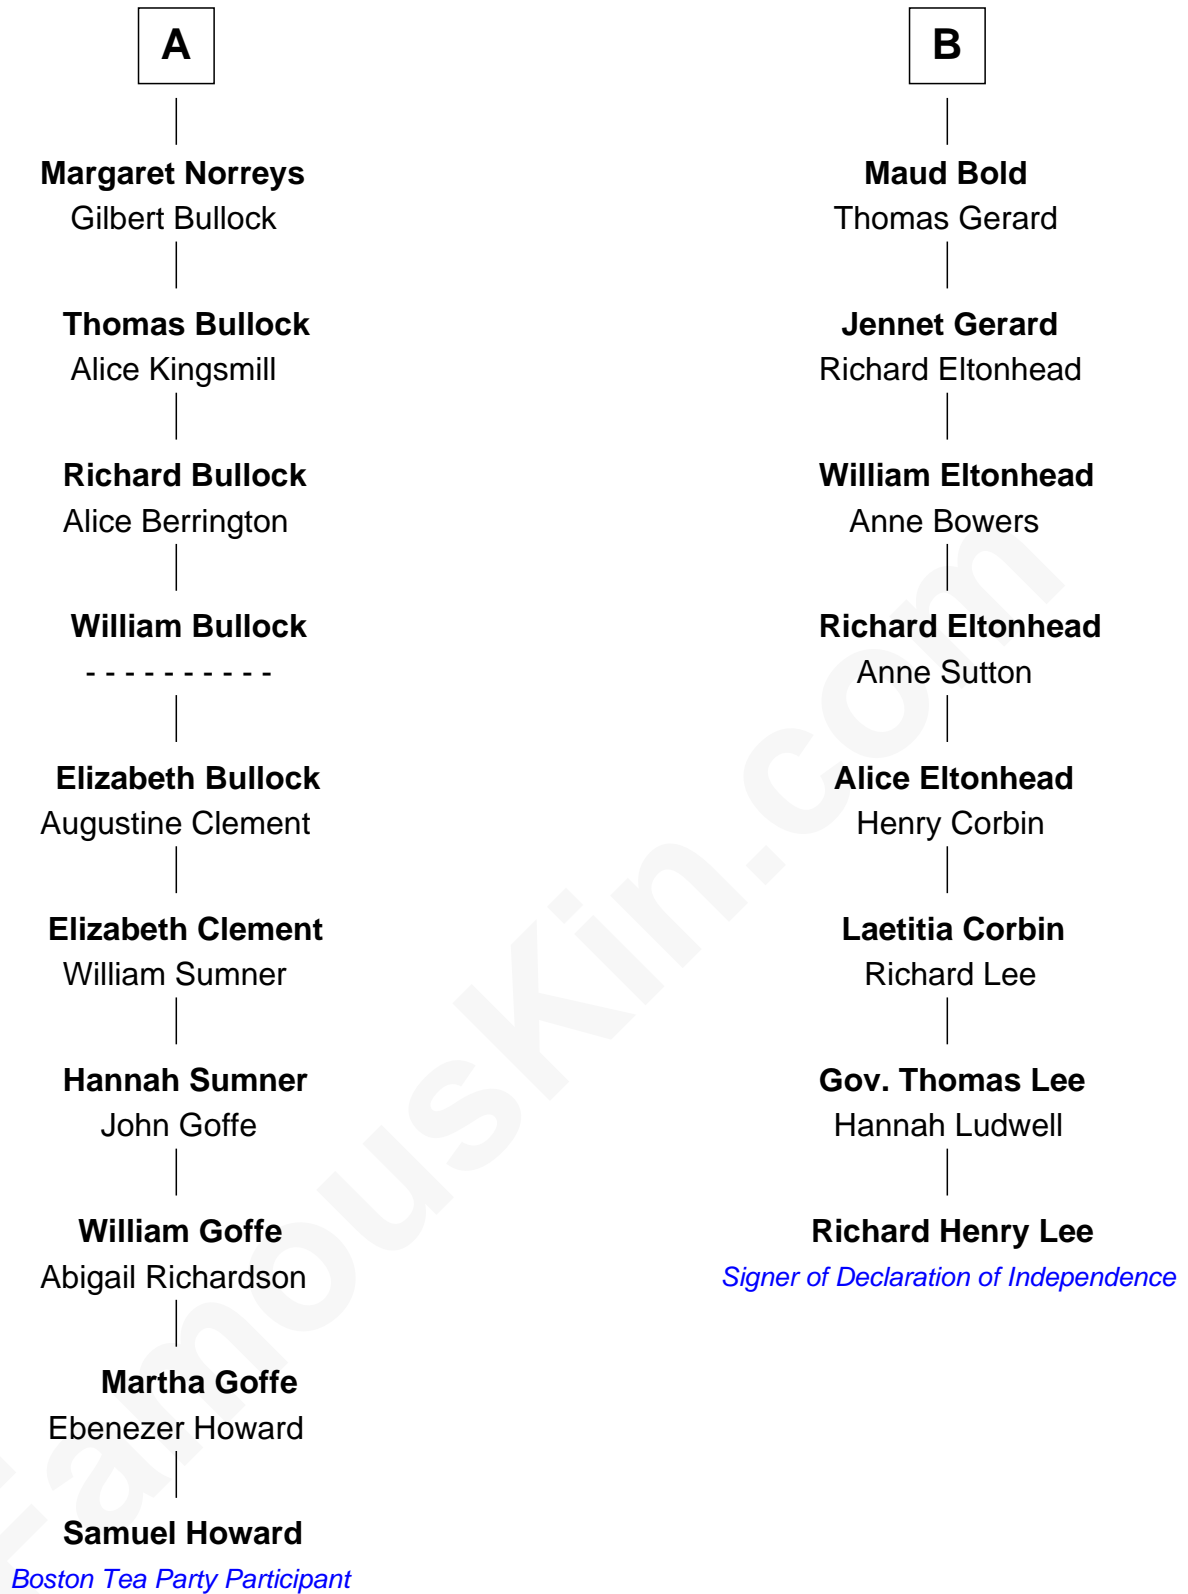 A
Margaret Norreys
Gilbert Bullock
Thomas Bullock
Alice Kingsmill
Richard Bullock
Alice Berrington
William Bullock
- - - - - - - - - -
Elizabeth Bullock
Augustine Clement
Elizabeth Clement
William Sumner
Hannah Sumner
John Goffe
William Goffe
Abigail Richardson
Martha Goffe
Ebenezer Howard
Samuel Howard
Boston Tea Party Participant
B
Maud Bold
Thomas Gerard
Jennet Gerard
Richard Eltonhead
William Eltonhead
Anne Bowers
Richard Eltonhead
Anne Sutton
Alice Eltonhead
Henry Corbin
Laetitia Corbin
Richard Lee
Gov. Thomas Lee
Hannah Ludwell
Richard Henry Lee
Signer of Declaration of Independence
FamousKin.com